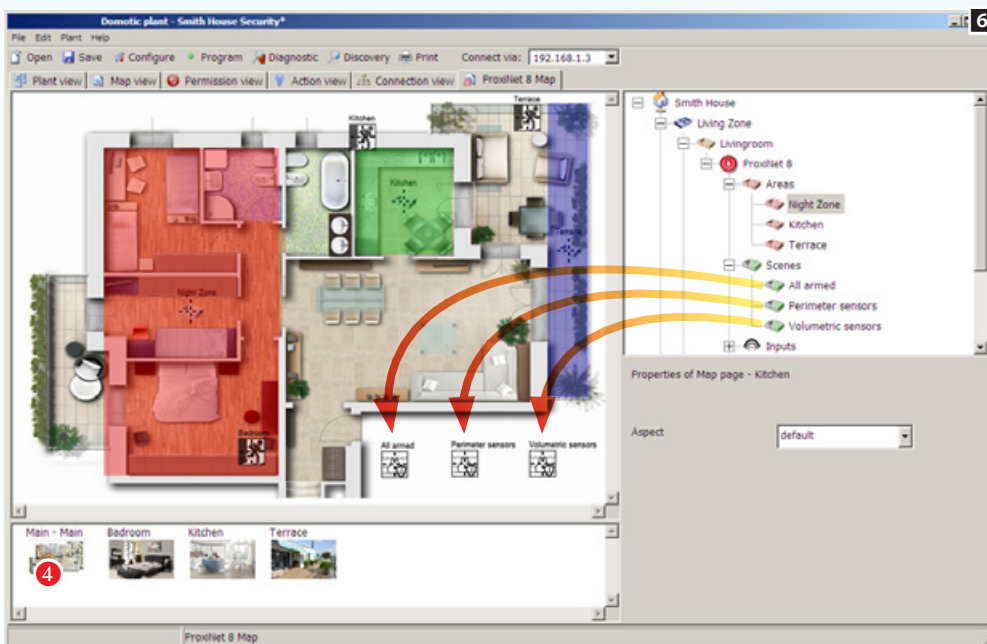 6
Domotic plant - Smith House Security*
File Edit Plant Help
Open Save Configure Program Diagnostic Discovery Print Connect via: 192.168.1.3
Plant view Map view Permission view Action view Connection view ProxiNet 8 Map
Terrace
Kitchen
Kitchen
Terrace
Night Zone
Bedroom
All armed Perimeter sensors Volumetric sensors
Smith House
Living Zone
Livingroom
ProxiNet 8
Areas
Night Zone
Kitchen
Terrace
Scenes
All armed
Perimeter sensors
Volumetric sensors
Inputs
Properties of Map page - Kitchen
Aspect default
Main - Main Badroom Kitchen Terrace
4
ProxiNet 8 Map